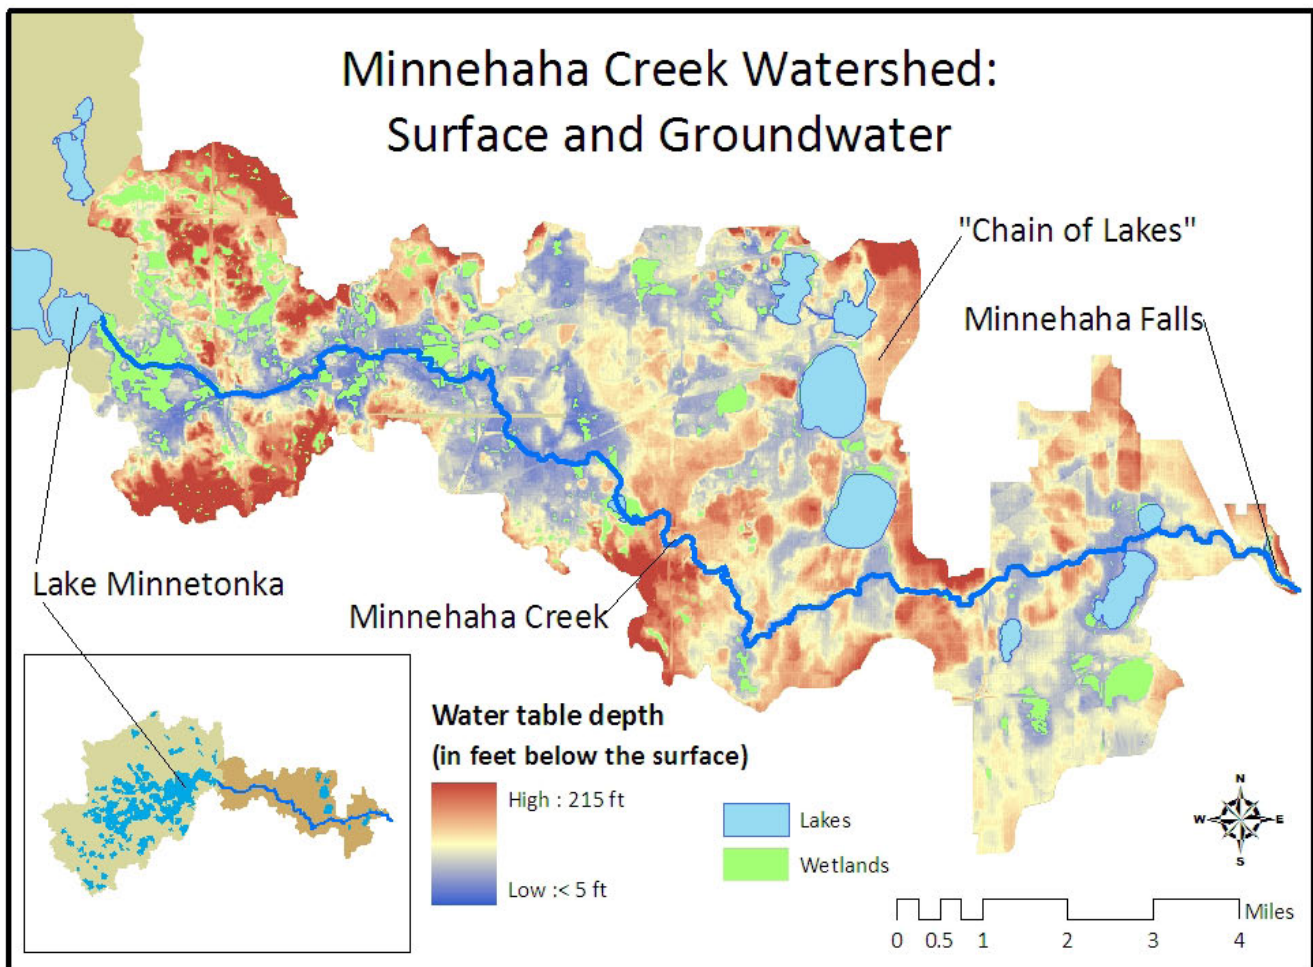 Minnehaha Creek Watershed:
Surface and Groundwater
"Chain of Lakes"
Minnehaha Falls
Lake Minnetonka
Minnehaha Creek
Water table depth
(in feet below the surface)
High : 215 ft
Low :< 5 ft
Lakes
Wetlands
N
W E
S
Miles
0 0.5 1 2 3 4